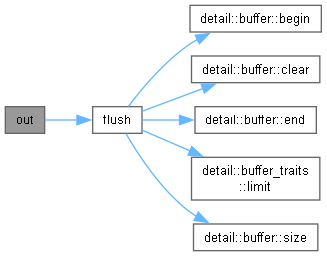 detail::buffer::begin
detail::buffer::clear
out
flush
detail::buffer::end
detail::buffer_traits
::limit
detail::buffer::size